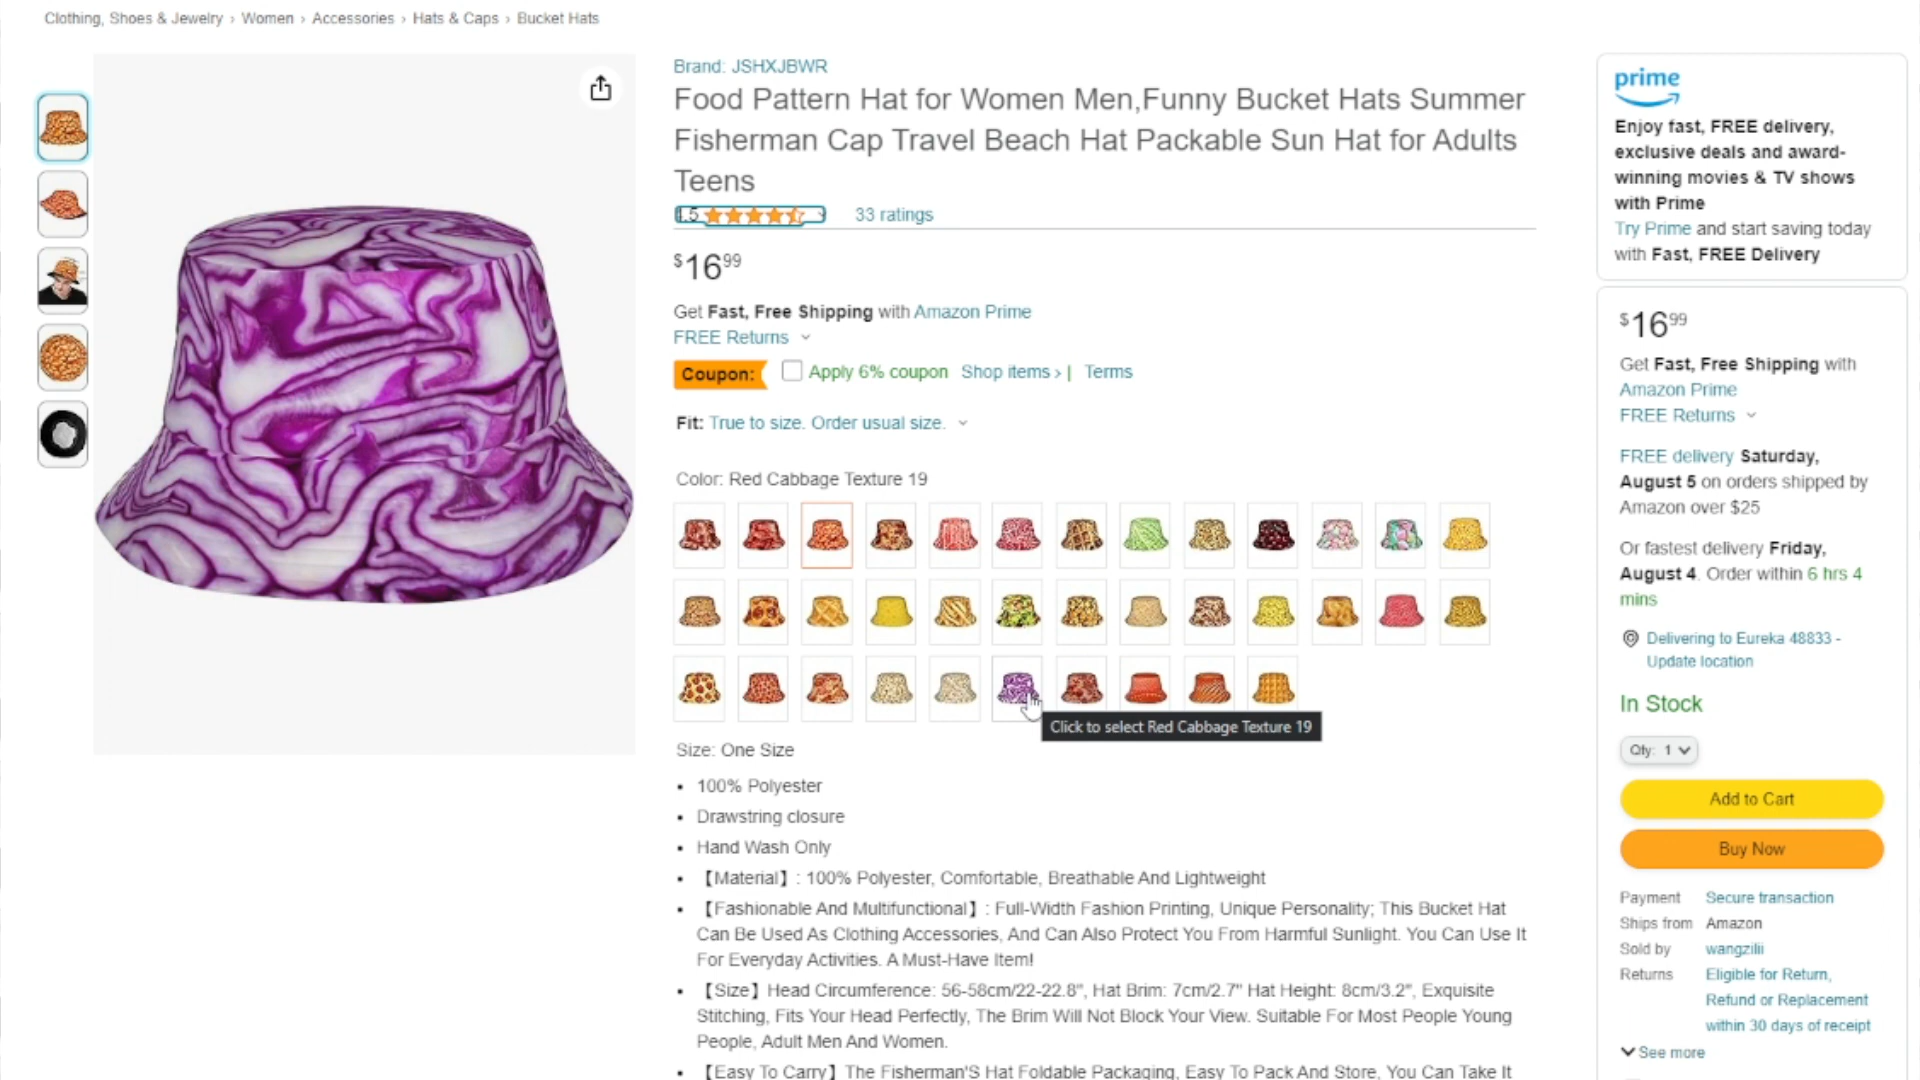 Clothing, Shoes & Jewelry › Women › Accessories › Hats & Caps › Bucket Hats
Brand: JSHXJBWR
Food Pattern Hat for Women Men,Funny Bucket Hats Summer
Fisherman Cap Travel Beach Hat Packable Sun Hat for Adults
Teens
4.5
33 ratings
$16 99
Get Fast, Free Shipping with Amazon Prime
FREE Returns
Coupon:
Apply 6% coupon Shop items › | Terms
Fit: True to size. Order usual size.
Color: Red Cabbage Texture 19
Click to select Red Cabbage Texture 19
Size: One Size
• 100% Polyester
• Drawstring closure
• Hand Wash Only
• 【Material】: 100% Polyester, Comfortable, Breathable And Lightweight
• 【Fashionable And Multifunctional】: Full-Width Fashion Printing, Unique Personality; This Bucket Hat
Can Be Used As Clothing Accessories, And Can Also Protect You From Harmful Sunlight. You Can Use It
For Everyday Activities. A Must-Have Item!
• 【Size】Head Circumference: 56-58cm/22-22.8", Hat Brim: 7cm/2.7" Hat Height: 8cm/3.2", Exquisite
Stitching, Fits Your Head Perfectly, The Brim Will Not Block Your View. Suitable For Most People Young
People, Adult Men And Women.
• 【Easy To Carry】The Fisherman'S Hat Foldable Packaging, Easy To Pack And Store, You Can Take It
prime
Enjoy fast, FREE delivery,
exclusive deals and award-
winning movies & TV shows
with Prime
Try Prime and start saving today
with Fast, FREE Delivery
$16 99
Get Fast, Free Shipping with
Amazon Prime
FREE Returns
FREE delivery Saturday,
August 5 on orders shipped by
Amazon over $25
Or fastest delivery Friday,
August 4. Order within 6 hrs 4
mins
Delivering to Eureka 48833 -
Update location
In Stock
Qty: 1
Add to Cart
Buy Now
Payment Secure transaction
Ships from Amazon
Sold by wangzilii
Returns Eligible for Return,
Refund or Replacement
within 30 days of receipt
See more